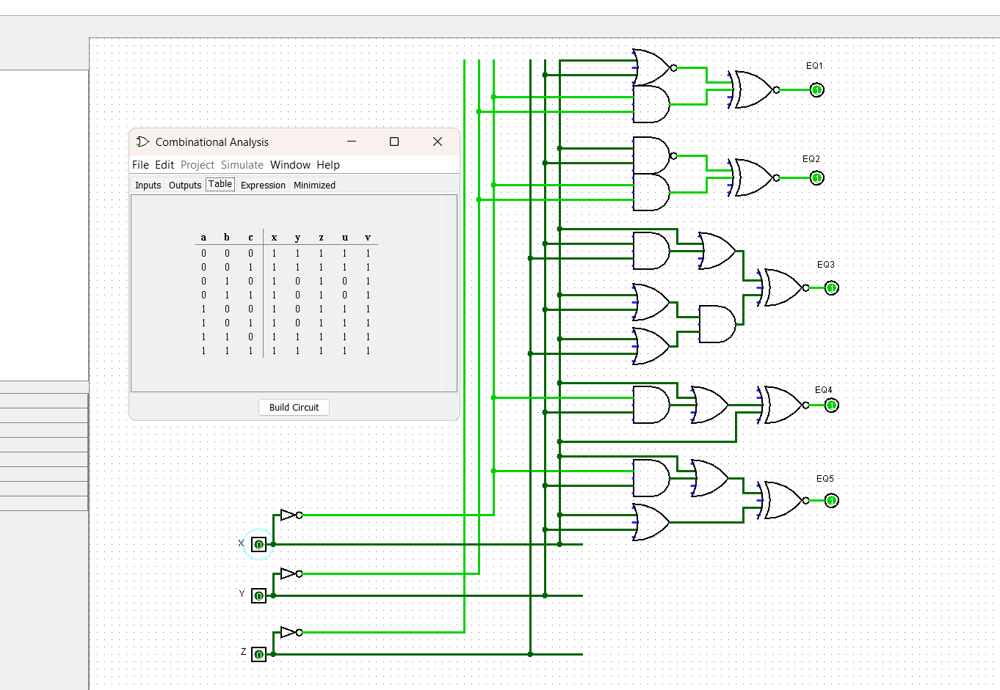 EQ1
Combinational Analysis
File Edit Project Simulate Window Help
EQ2
Inputs Outputs Table Expression Minimized
a b c x y z u v
0 0 0 1 1 1 1 1
0 0 1 1 1 1 1 1
0 1 0 1 0 1 0 1
EQ3
0 1 1 1 0 1 0 1
1 0 0 1 0 1 1 1
1 0 1 1 0 1 1 1
1 1 0 1 1 1 1 1
1 1 1 1 1 1 1 1
EQ4
Build Circuit
EQ5
X
Y
Z